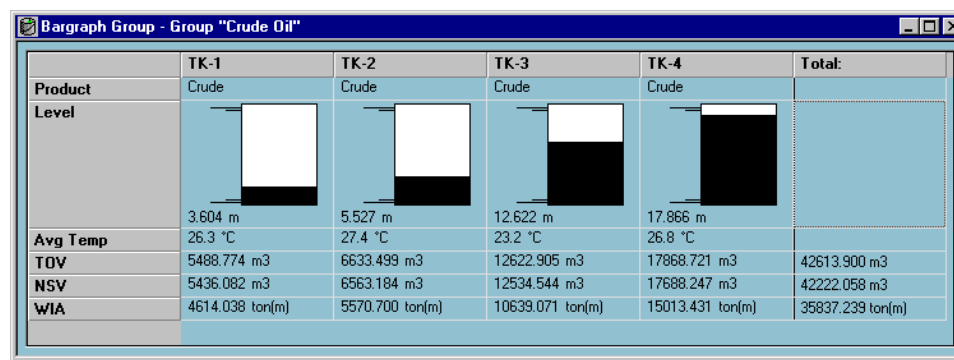 Bargraph Group - Group "Crude Oil"
TK-1 TK-2 TK-3 TK-4 Total:
Product Crude Crude Crude Crude
Level
3.604 m 5.527 m 12.622 m 17.866 m
Avg Temp 26.3 °C 27.4 °C 23.2 °C 26.8 °C
TOV 5488.774 m3 6633.499 m3 12622.905 m3 17868.721 m3 42613.900 m3
NSV 5436.082 m3 6563.184 m3 12534.544 m3 17688.247 m3 42222.058 m3
WIA 4614.038 ton(m) 5570.700 ton(m) 10639.071 ton(m) 15013.431 ton(m) 35837.239 ton(m)